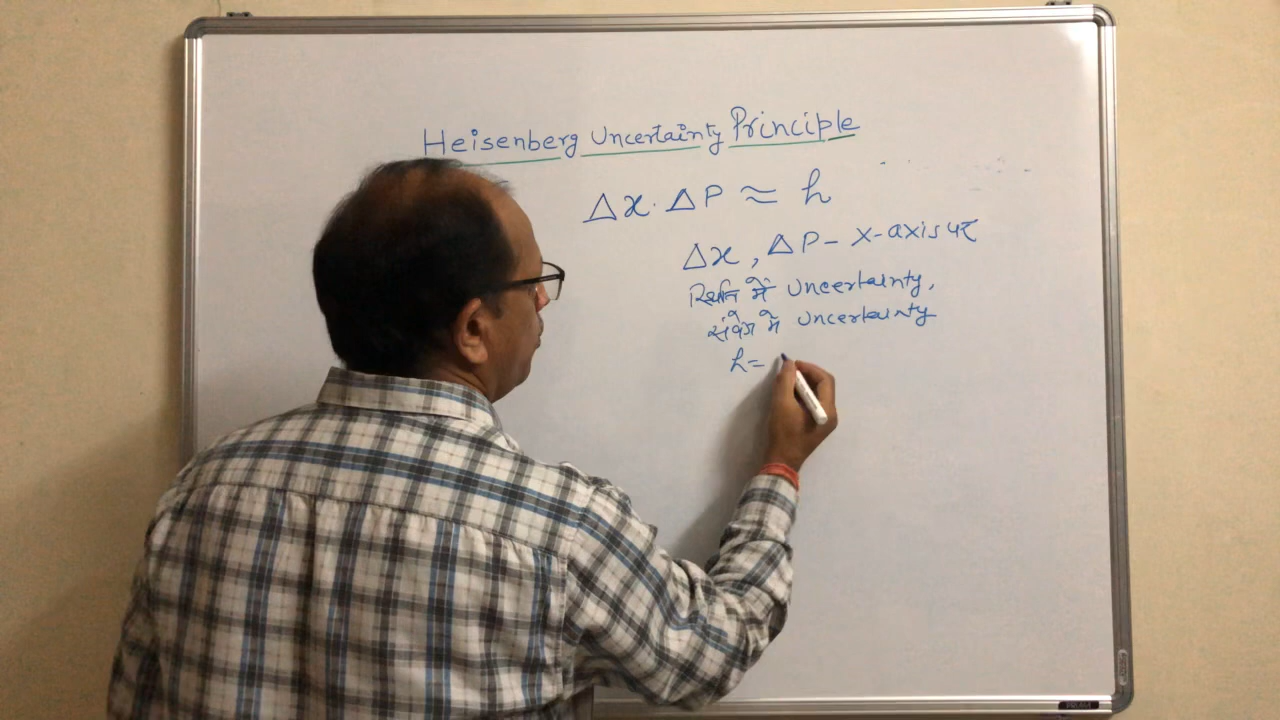 Heisenberg Uncertainty Principle
Δx. ΔP ≈ h
Δx, ΔP - X-axis पर
स्थिति में Uncertainty,
संवेग में Uncertainty
h=